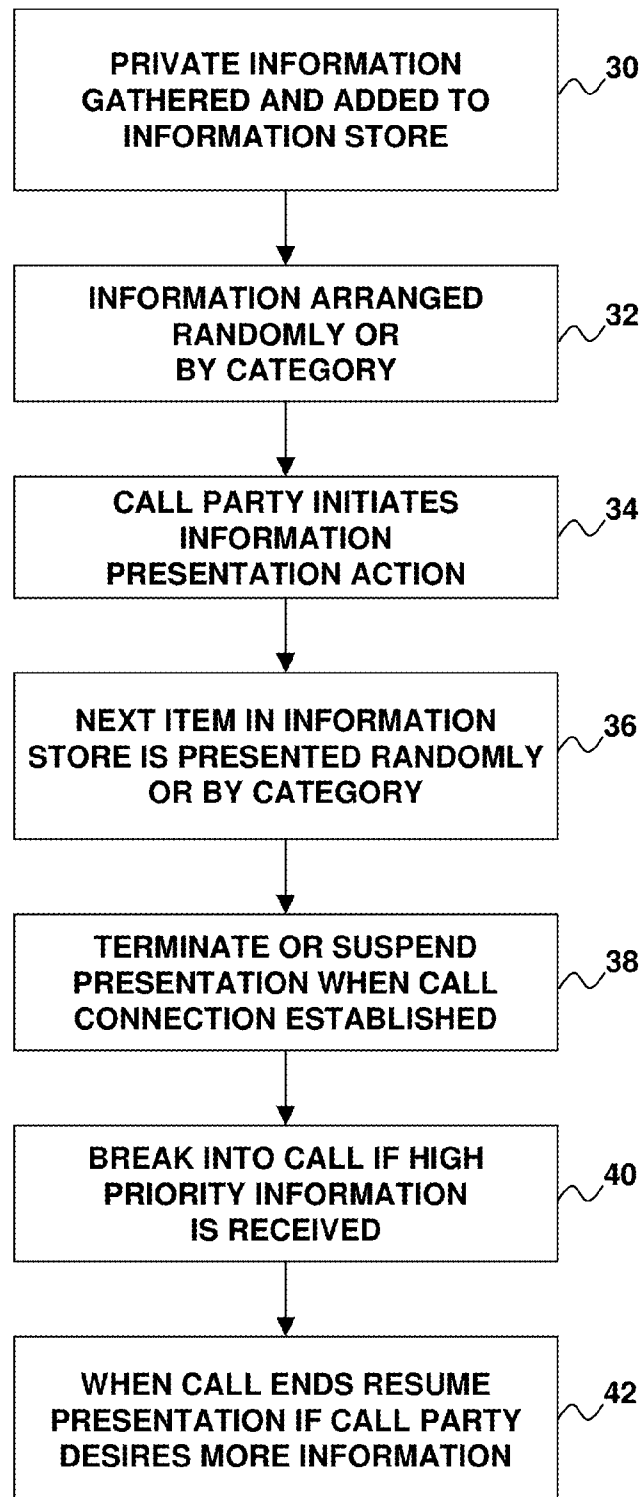 PRIVATE INFORMATION
GATHERED AND ADDED TO
INFORMATION STORE
30
INFORMATION ARRANGED
RANDOMLY OR
BY CATEGORY
32
CALL PARTY INITIATES
INFORMATION
PRESENTATION ACTION
34
NEXT ITEM IN INFORMATION
STORE IS PRESENTED RANDOMLY
OR BY CATEGORY
36
TERMINATE OR SUSPEND
PRESENTATION WHEN CALL
CONNECTION ESTABLISHED
38
BREAK INTO CALL IF HIGH
PRIORITY INFORMATION
IS RECEIVED
40
WHEN CALL ENDS RESUME
PRESENTATION IF CALL PARTY
DESIRES MORE INFORMATION
42